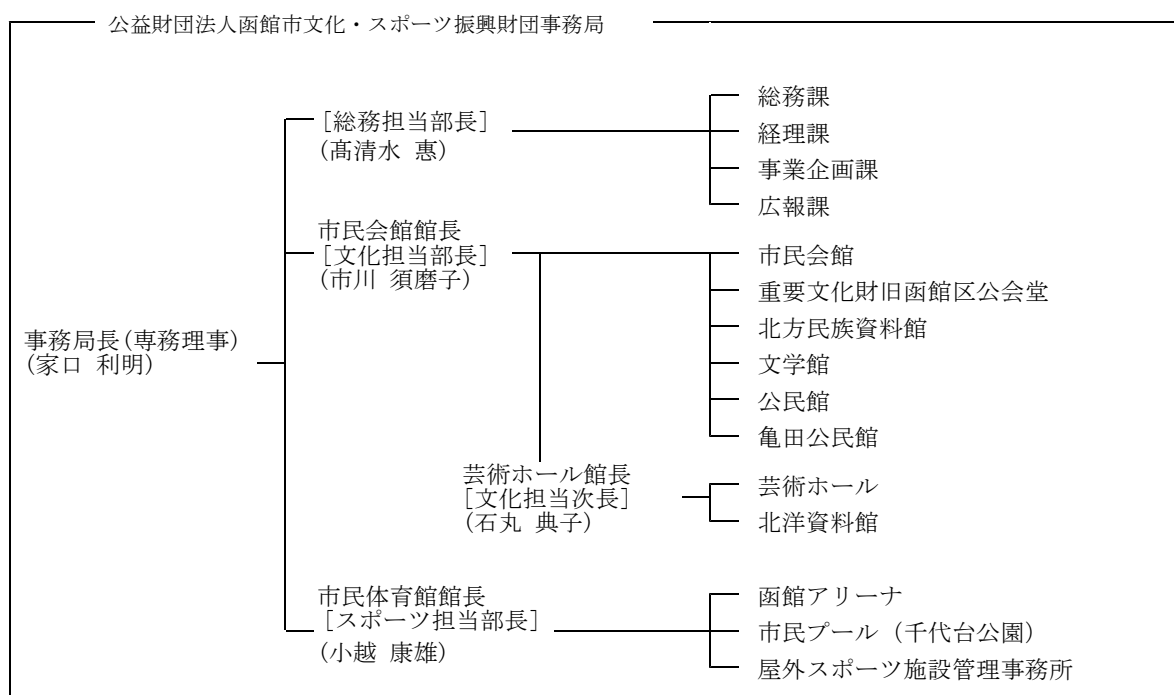 公益財団法人函館市文化・スポーツ振興財団事務局
事務局長(専務理事)
(家口 利明)
[総務担当部長]
(髙清水 惠)
総務課
経理課
事業企画課
広報課
市民会館館長
[文化担当部長]
(市川 須磨子)
市民会館
重要文化財旧函館区公会堂
北方民族資料館
文学館
公民館
亀田公民館
芸術ホール館長
[文化担当次長]
(石丸 典子)
芸術ホール
北洋資料館
市民体育館館長
[スポーツ担当部長]
(小越 康雄)
函館アリーナ
市民プール（千代台公園）
屋外スポーツ施設管理事務所